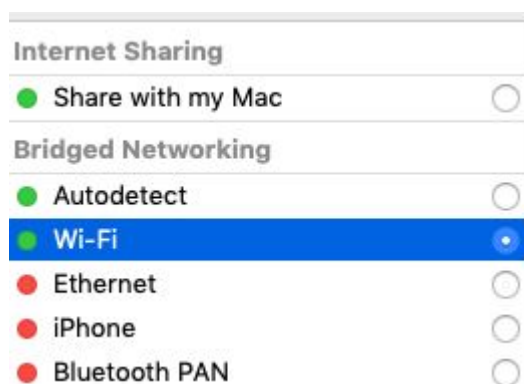 Internet Sharing
Share with my Mac
Bridged Networking
Autodetect
Wi-Fi
Ethernet
iPhone
Bluetooth PAN